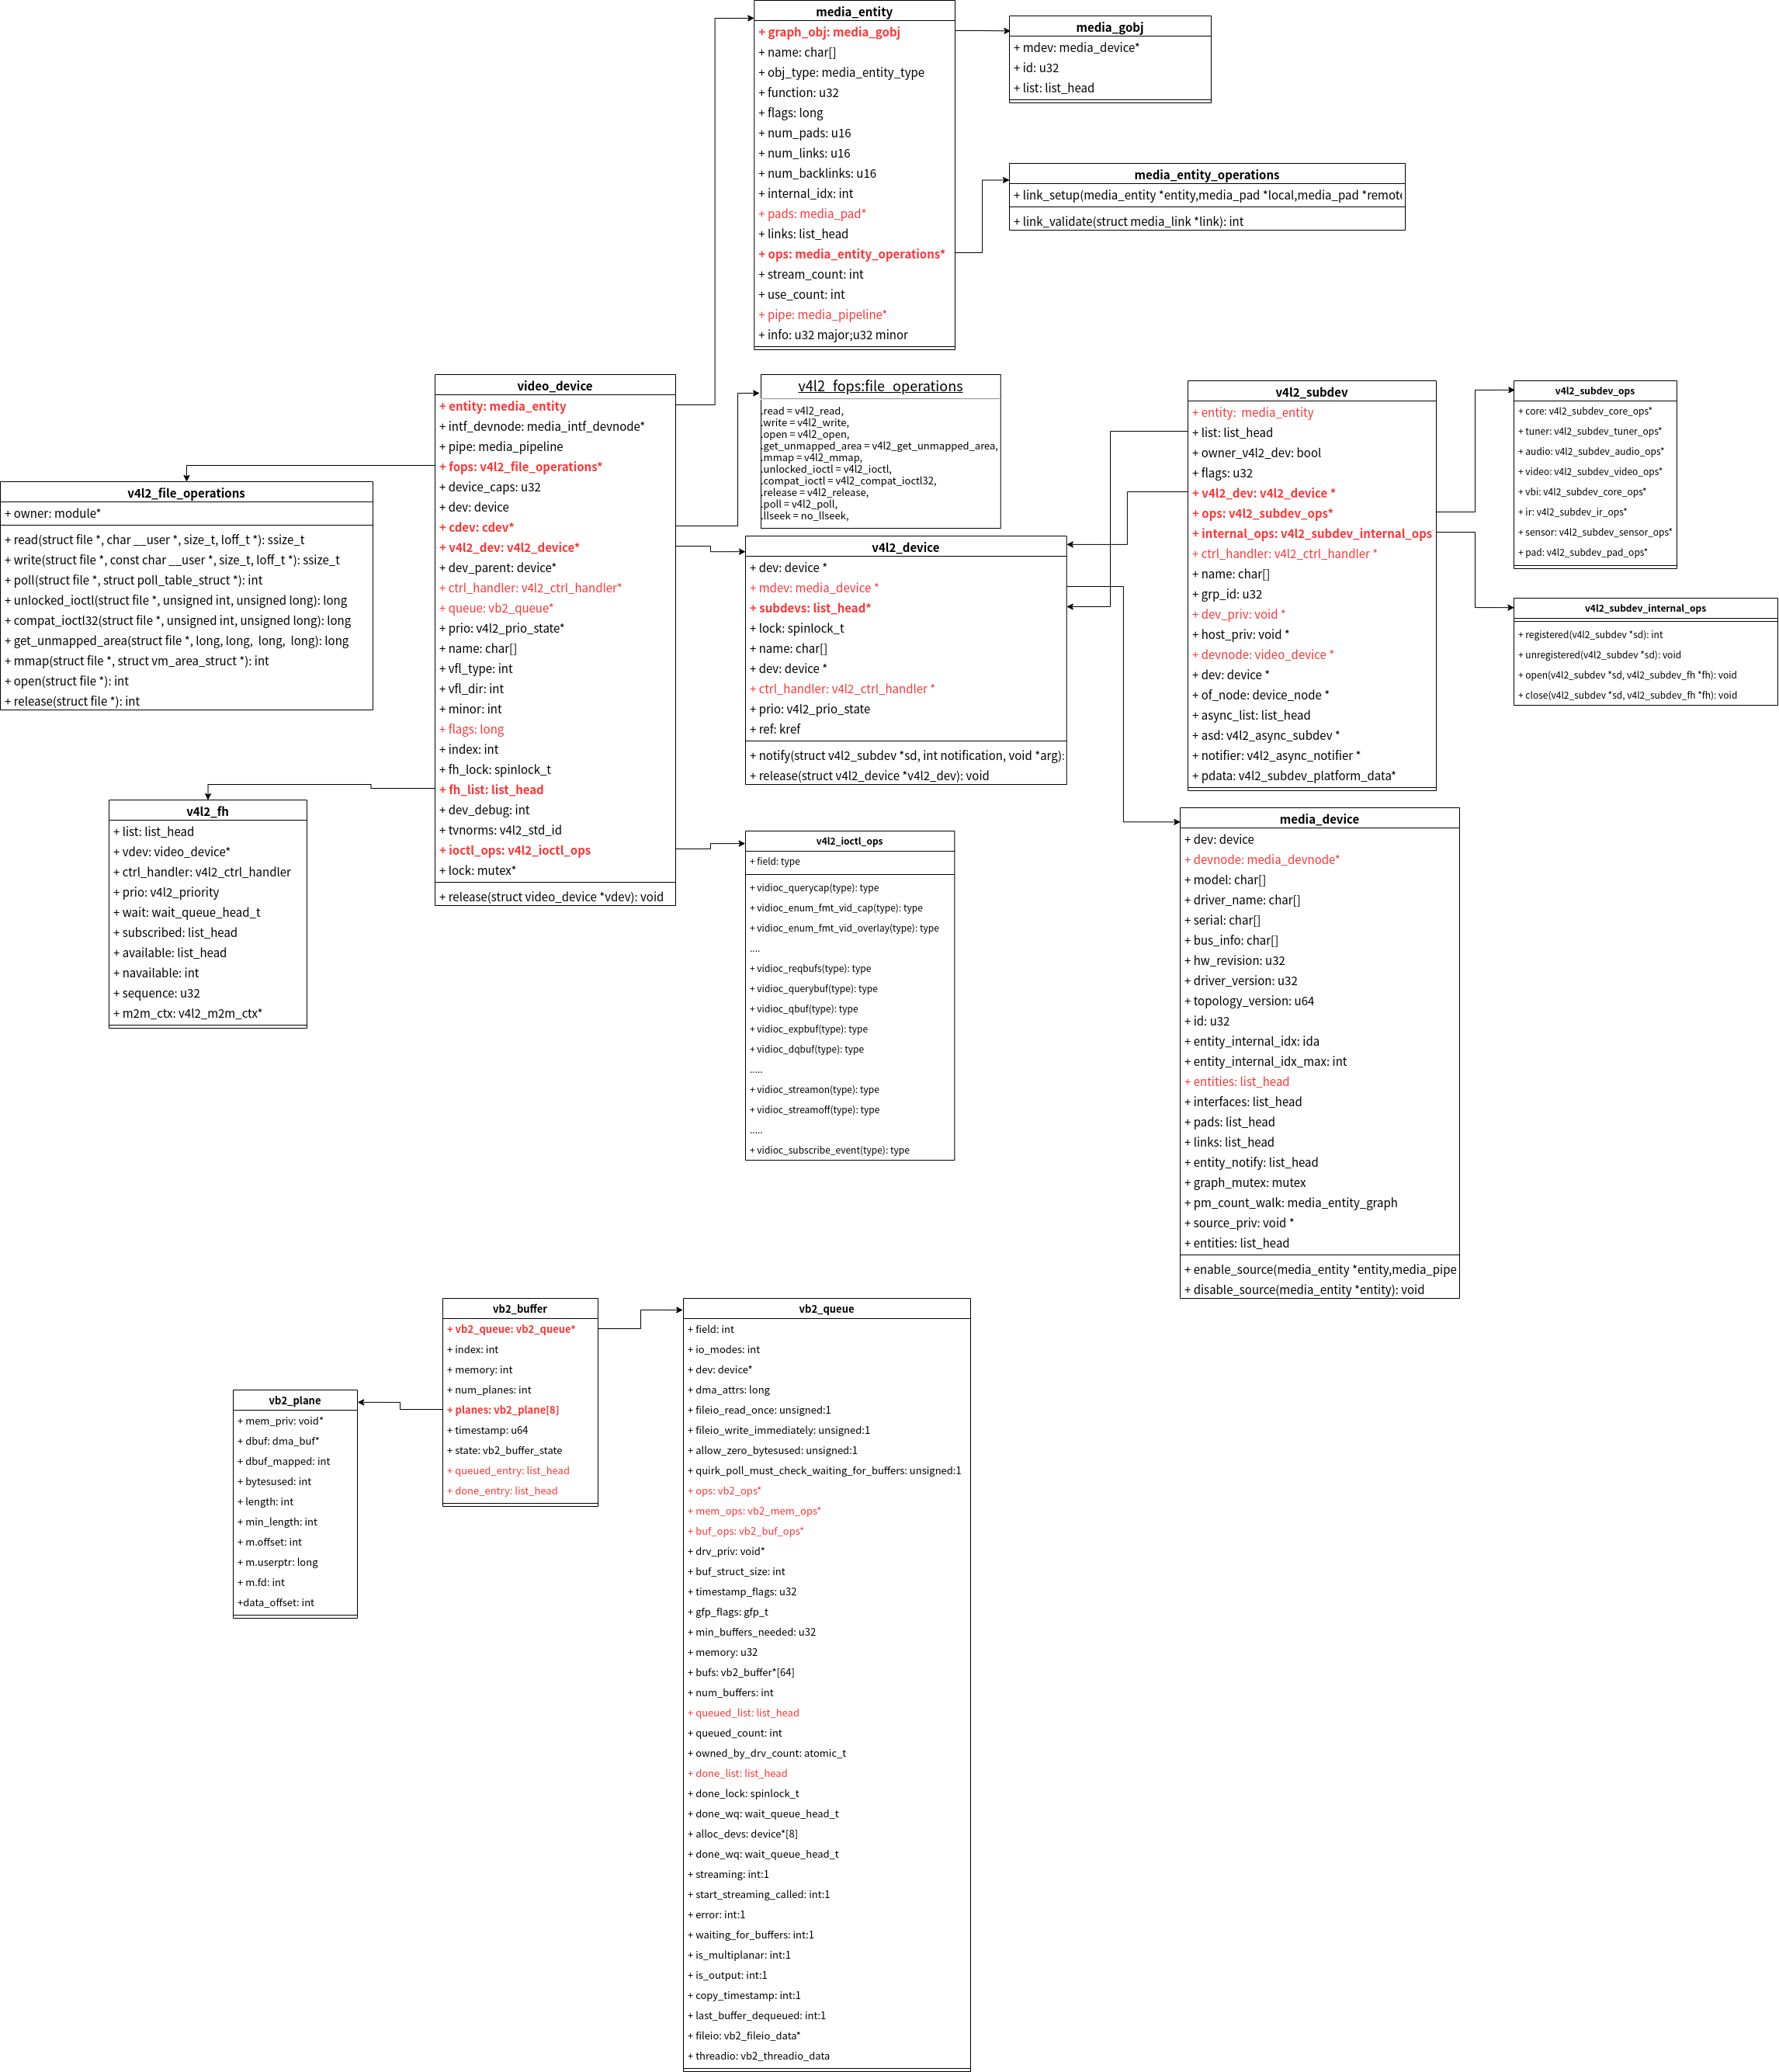 media_entity
+ graph_obj: media_gobj
+ name: char[]
+ obj_type: media_entity_type
+ function: u32
+ flags: long
+ num_pads: u16
+ num_links: u16
+ num_backlinks: u16
+ internal_idx: int
+ pads: media_pad*
+ links: list_head
+ ops: media_entity_operations*
+ stream_count: int
+ use_count: int
+ pipe: media_pipeline*
+ info: u32 major;u32 minor
media_gobj
+ mdev: media_device*
+ id: u32
+ list: list_head
media_entity_operations
+ link_setup(media_entity *entity,media_pad *local,media_pad *remote
+ link_validate(struct media_link *link): int
video_device
+ entity: media_entity
+ intf_devnode: media_intf_devnode*
+ pipe: media_pipeline
+ fops: v4l2_file_operations*
+ device_caps: u32
+ dev: device
+ cdev: cdev*
+ v4l2_dev: v4l2_device*
+ dev_parent: device*
+ ctrl_handler: v4l2_ctrl_handler*
+ queue: vb2_queue*
+ prio: v4l2_prio_state*
+ name: char[]
+ vfl_type: int
+ vfl_dir: int
+ minor: int
+ flags: long
+ index: int
+ fh_lock: spinlock_t
+ fh_list: list_head
+ dev_debug: int
+ tvnorms: v4l2_std_id
+ ioctl_ops: v4l2_ioctl_ops
+ lock: mutex*
+ release(struct video_device *vdev): void
v4l2_fops:file_operations
.read = v4l2_read,
.write = v4l2_write,
.open = v4l2_open,
.get_unmapped_area = v4l2_get_unmapped_area,
.mmap = v4l2_mmap,
.unlocked_ioctl = v4l2_ioctl,
.compat_ioctl = v4l2_compat_ioctl32,
.release = v4l2_release,
.poll = v4l2_poll,
.llseek = no_llseek,
v4l2_subdev
+ entity:  media_entity
+ list: list_head
+ owner_v4l2_dev: bool
+ flags: u32
+ v4l2_dev: v4l2_device *
+ ops: v4l2_subdev_ops*
+ internal_ops: v4l2_subdev_internal_ops
+ ctrl_handler: v4l2_ctrl_handler *
+ name: char[]
+ grp_id: u32
+ dev_priv: void *
+ host_priv: void *
+ devnode: video_device *
+ dev: device *
+ of_node: device_node *
+ async_list: list_head
+ asd: v4l2_async_subdev *
+ notifier: v4l2_async_notifier *
+ pdata: v4l2_subdev_platform_data*
v4l2_subdev_ops
+ core: v4l2_subdev_core_ops*
+ tuner: v4l2_subdev_tuner_ops*
+ audio: v4l2_subdev_audio_ops*
+ video: v4l2_subdev_video_ops*
+ vbi: v4l2_subdev_core_ops*
+ ir: v4l2_subdev_ir_ops*
+ sensor: v4l2_subdev_sensor_ops*
+ pad: v4l2_subdev_pad_ops*
v4l2_file_operations
+ owner: module*
+ read(struct file *, char __user *, size_t, loff_t *): ssize_t
+ write(struct file *, const char __user *, size_t, loff_t *): ssize_t
+ poll(struct file *, struct poll_table_struct *): int
+ unlocked_ioctl(struct file *, unsigned int, unsigned long): long
+ compat_ioctl32(struct file *, unsigned int, unsigned long): long
+ get_unmapped_area(struct file *, long, long,  long,  long): long
+ mmap(struct file *, struct vm_area_struct *): int
+ open(struct file *): int
+ release(struct file *): int
v4l2_device
+ dev: device *
+ mdev: media_device *
+ subdevs: list_head*
+ lock: spinlock_t
+ name: char[]
+ dev: device *
+ ctrl_handler: v4l2_ctrl_handler *
+ prio: v4l2_prio_state
+ ref: kref
+ notify(struct v4l2_subdev *sd, int notification, void *arg):
+ release(struct v4l2_device *v4l2_dev): void
v4l2_subdev_internal_ops
+ registered(v4l2_subdev *sd): int
+ unregistered(v4l2_subdev *sd): void
+ open(v4l2_subdev *sd, v4l2_subdev_fh *fh): void
+ close(v4l2_subdev *sd, v4l2_subdev_fh *fh): void
v4l2_fh
+ list: list_head
+ vdev: video_device*
+ ctrl_handler: v4l2_ctrl_handler
+ prio: v4l2_priority
+ wait: wait_queue_head_t
+ subscribed: list_head
+ available: list_head
+ navailable: int
+ sequence: u32
+ m2m_ctx: v4l2_m2m_ctx*
v4l2_ioctl_ops
+ field: type
+ vidioc_querycap(type): type
+ vidioc_enum_fmt_vid_cap(type): type
+ vidioc_enum_fmt_vid_overlay(type): type
....
+ vidioc_reqbufs(type): type
+ vidioc_querybuf(type): type
+ vidioc_qbuf(type): type
+ vidioc_expbuf(type): type
+ vidioc_dqbuf(type): type
.....
+ vidioc_streamon(type): type
+ vidioc_streamoff(type): type
.....
+ vidioc_subscribe_event(type): type
media_device
+ dev: device
+ devnode: media_devnode*
+ model: char[]
+ driver_name: char[]
+ serial: char[]
+ bus_info: char[]
+ hw_revision: u32
+ driver_version: u32
+ topology_version: u64
+ id: u32
+ entity_internal_idx: ida
+ entity_internal_idx_max: int
+ entities: list_head
+ interfaces: list_head
+ pads: list_head
+ links: list_head
+ entity_notify: list_head
+ graph_mutex: mutex
+ pm_count_walk: media_entity_graph
+ source_priv: void *
+ entities: list_head
+ enable_source(media_entity *entity,media_pipe
+ disable_source(media_entity *entity): void
vb2_buffer
+ vb2_queue: vb2_queue*
+ index: int
+ memory: int
+ num_planes: int
+ planes: vb2_plane[8]
+ timestamp: u64
+ state: vb2_buffer_state
+ queued_entry: list_head
+ done_entry: list_head
vb2_plane
+ mem_priv: void*
+ dbuf: dma_buf*
+ dbuf_mapped: int
+ bytesused: int
+ length: int
+ min_length: int
+ m.offset: int
+ m.userptr: long
+ m.fd: int
+data_offset: int
vb2_queue
+ field: int
+ io_modes: int
+ dev: device*
+ dma_attrs: long
+ fileio_read_once: unsigned:1
+ fileio_write_immediately: unsigned:1
+ allow_zero_bytesused: unsigned:1
+ quirk_poll_must_check_waiting_for_buffers: unsigned:1
+ ops: vb2_ops*
+ mem_ops: vb2_mem_ops*
+ buf_ops: vb2_buf_ops*
+ drv_priv: void*
+ buf_struct_size: int
+ timestamp_flags: u32
+ gfp_flags: gfp_t
+ min_buffers_needed: u32
+ memory: u32
+ bufs: vb2_buffer*[64]
+ num_buffers: int
+ queued_list: list_head
+ queued_count: int
+ owned_by_drv_count: atomic_t
+ done_list: list_head
+ done_lock: spinlock_t
+ done_wq: wait_queue_head_t
+ alloc_devs: device*[8]
+ done_wq: wait_queue_head_t
+ streaming: int:1
+ start_streaming_called: int:1
+ error: int:1
+ waiting_for_buffers: int:1
+ is_multiplanar: int:1
+ is_output: int:1
+ copy_timestamp: int:1
+ last_buffer_dequeued: int:1
+ fileio: vb2_fileio_data*
+ threadio: vb2_threadio_data